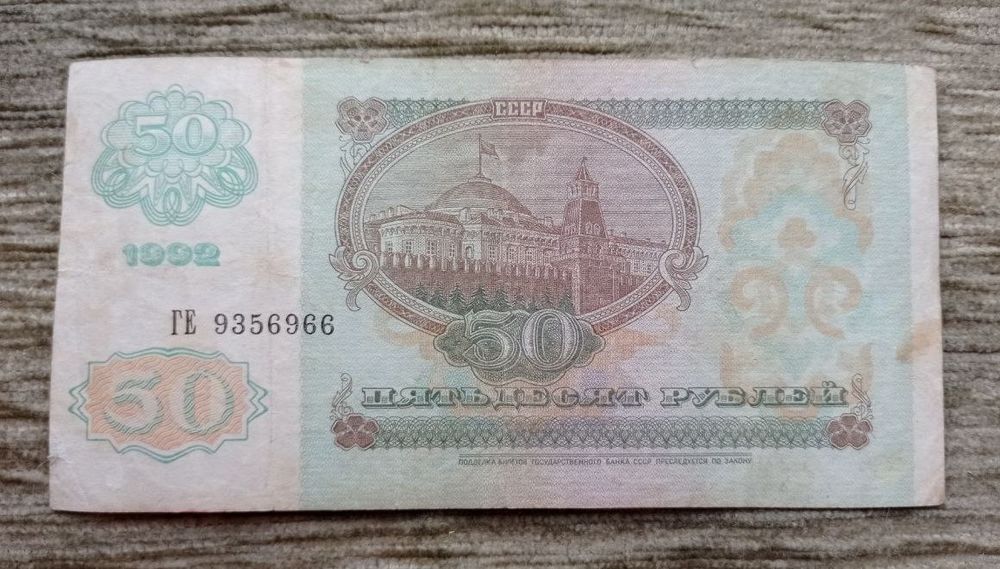 50
СССР
1992
ГЕ 9356966
50
50
ПЯТЬДЕСЯТ РУБЛЕЙ
ПОДДЕЛКА БИЛЕТОВ ГОСУДАРСТВЕННОГО БАНКА СССР ПРЕСЛЕДУЕТСЯ ПО ЗАКОНУ